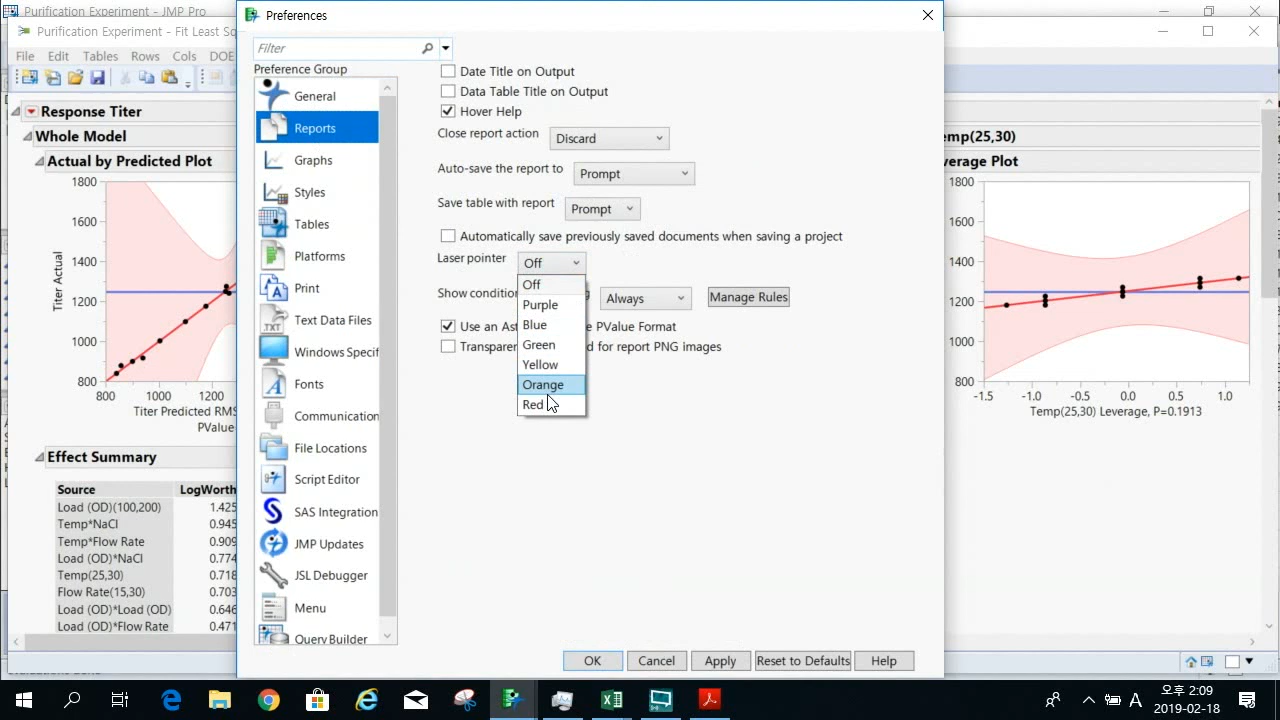 Purification Experiment - JMP Pro
Purification Experiment - Fit Least Sq
File Edit Tables Rows Cols DOE
Response Titer
Whole Model
Actual by Predicted Plot
1800
1600
1400
1200
1000
800
Titer Actual
800 1000 1200
Titer Predicted RMS
PValue
Effect Summary
Source LogWorth
Load (OD)(100,200) 1.425
Temp*NaCl 0.945
Temp*Flow Rate 0.909
Load (OD)*NaCl 0.774
Temp(25,30) 0.718
Flow Rate(15,30) 0.703
Load (OD)*Load (OD) 0.646
Load (OD)*Flow Rate 0.471
Preferences
Filter
Preference Group
General
Reports
Graphs
Styles
Tables
Platforms
Print
Text Data Files
Windows Specif
Fonts
Communication
File Locations
Script Editor
SAS Integration
JMP Updates
JSL Debugger
Menu
Query Builder
Date Title on Output
Data Table Title on Output
Hover Help
Close report action Discard
Auto-save the report to Prompt
Save table with report Prompt
Automatically save previously saved documents when saving a project
Laser pointer Off
Off
Purple
Blue
Green
Yellow
Orange
Red
Show condition g Always Manage Rules
Use an Ast e PValue Format
Transparen d for report PNG images
OK Cancel Apply Reset to Defaults Help
emp(25,30)
verage Plot
1800
1600
1400
1200
1000
800
-1.5 -1.0 -0.5 0.0 0.5 1.0
Temp(25,30) Leverage, P=0.1913
TXT
A 오후 2:09
2019-02-18